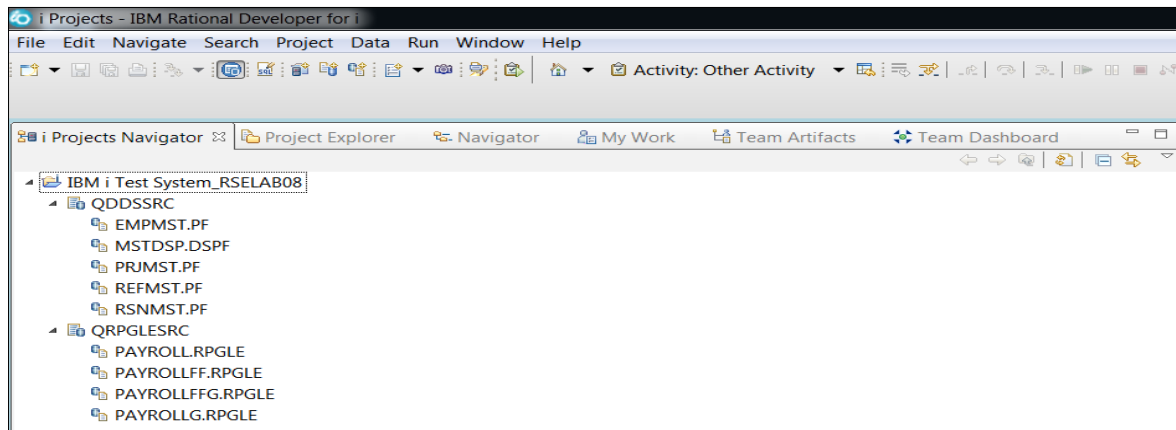 i Projects - IBM Rational Developer for i
File Edit Navigate Search Project Data Run Window Help
Activity: Other Activity
i Projects Navigator Project Explorer Navigator My Work Team Artifacts Team Dashboard
IBM i Test System_RSELAB08
QDDSSRC
EMPMST.PF
MSTDSP.DSPF
PRJMST.PF
REFMST.PF
RSNMST.PF
QRPGLESRC
PAYROLL.RPGLE
PAYROLLFF.RPGLE
PAYROLLFFG.RPGLE
PAYROLLG.RPGLE